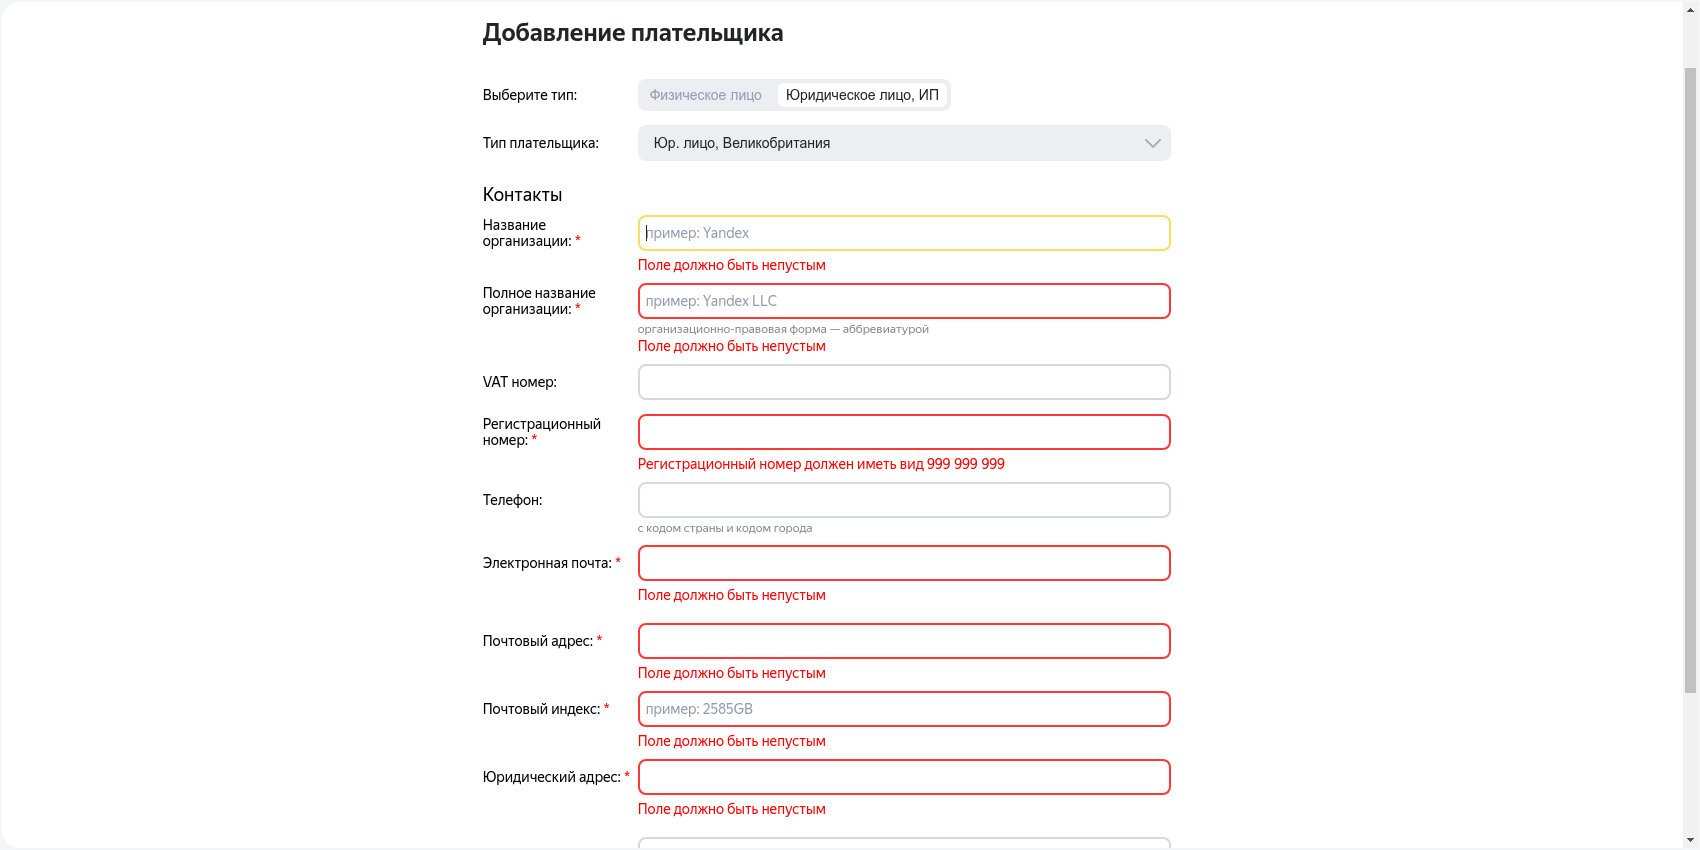 Добавление плательщика
Выберите тип:
Физическое лицо
Юридическое лицо, ИП
Тип плательщика:
Юр. лицо, Великобритания
Контакты
Название
организации: *
пример: Yandex
Поле должно быть непустым
Полное название
организации: *
пример: Yandex LLC
организационно-правовая форма — аббревиатурой
Поле должно быть непустым
VAT номер:
Регистрационный
номер: *
Регистрационный номер должен иметь вид 999 999 999
Телефон:
с кодом страны и кодом города
Электронная почта: *
Поле должно быть непустым
Почтовый адрес: *
Поле должно быть непустым
Почтовый индекс: *
пример: 2585GB
Поле должно быть непустым
Юридический адрес: *
Поле должно быть непустым